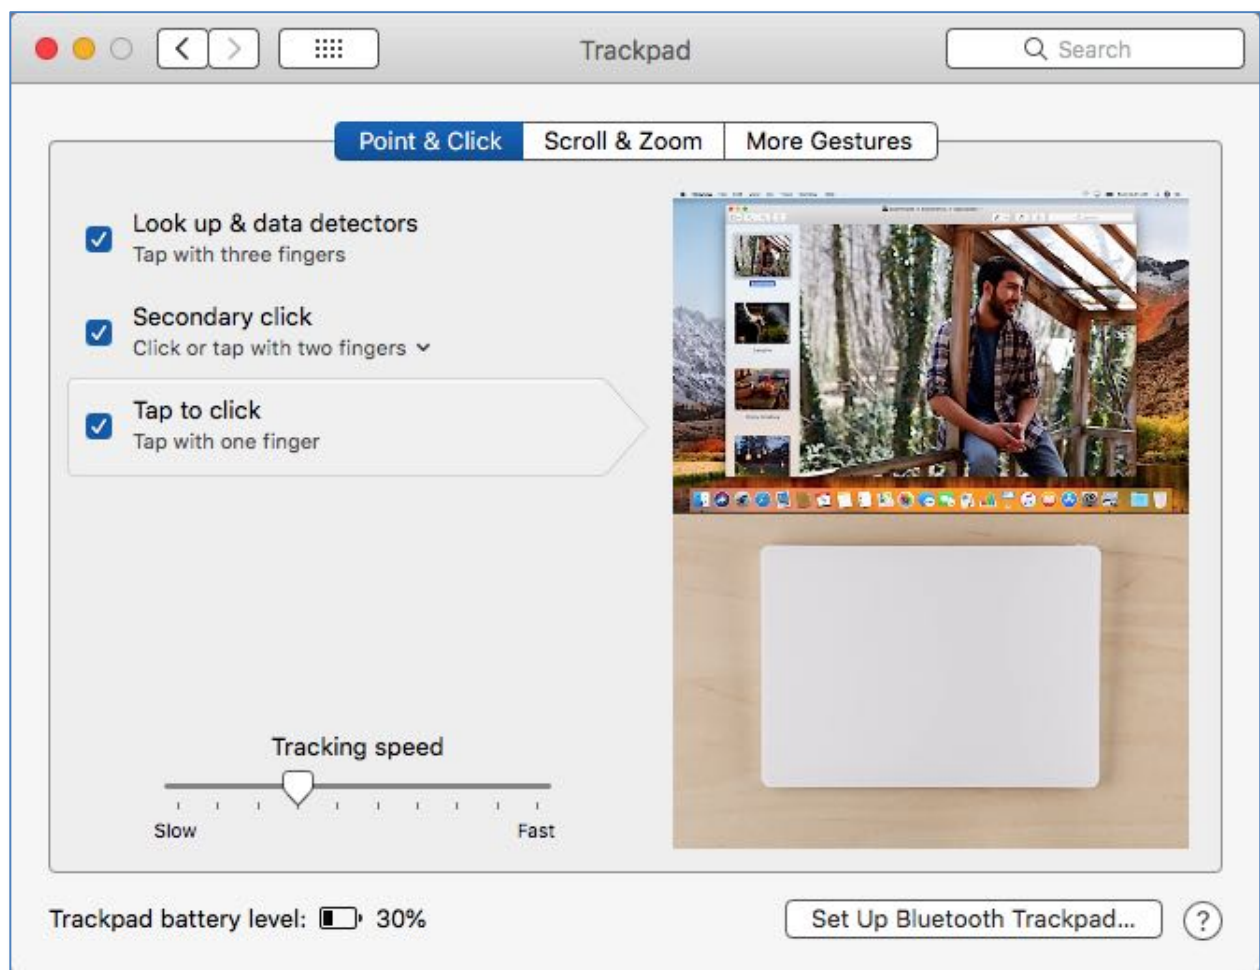 Trackpad
Search
Point & Click
Scroll & Zoom
More Gestures
Look up & data detectors
Tap with three fingers
Secondary click
Click or tap with two fingers
Tap to click
Tap with one finger
Tracking speed
Slow
Fast
Trackpad battery level: 30%
Set Up Bluetooth Trackpad...
?